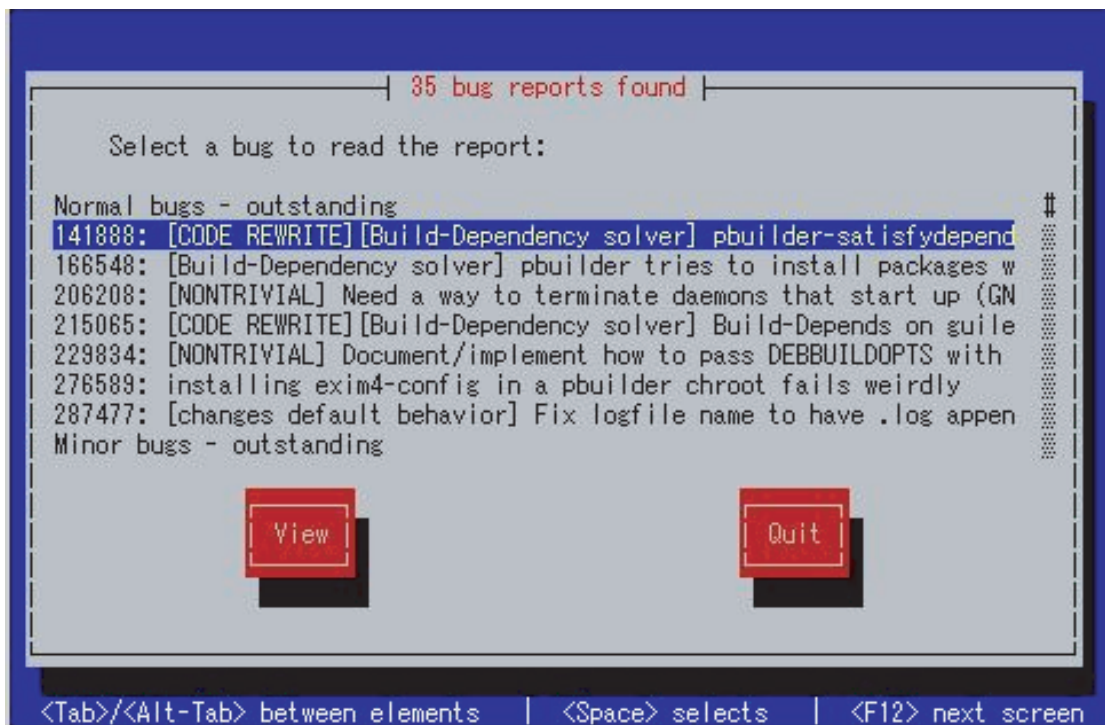 35 bug reports found
Select a bug to read the report:
Normal bugs - outstanding #
141888: [CODE REWRITE][Build-Dependency solver] pbuilder-satisfydepend
166548: [Build-Dependency solver] pbuilder tries to install packages w
206208: [NONTRIVIAL] Need a way to terminate daemons that start up (GN
215065: [CODE REWRITE][Build-Dependency solver] Build-Depends on guile
229834: [NONTRIVIAL] Document/implement how to pass DEBBUILDOPTS with
276589: installing exim4-config in a pbuilder chroot fails weirdly
287477: [changes default behavior] Fix logfile name to have .log appen
Minor bugs - outstanding
View Quit
<Tab>/<Alt-Tab> between elements | <Space> selects | <F12> next screen